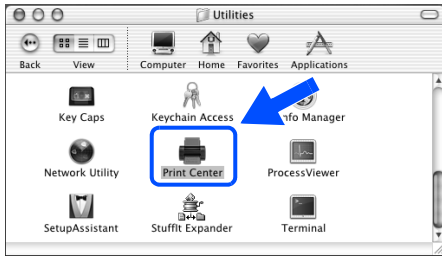 Utilities
Back View Computer Home Favorites Applications
Key Caps Keychain Access nfo Manager
Network Utility Print Center ProcessViewer
SetupAssistant StuffIt Expander Terminal